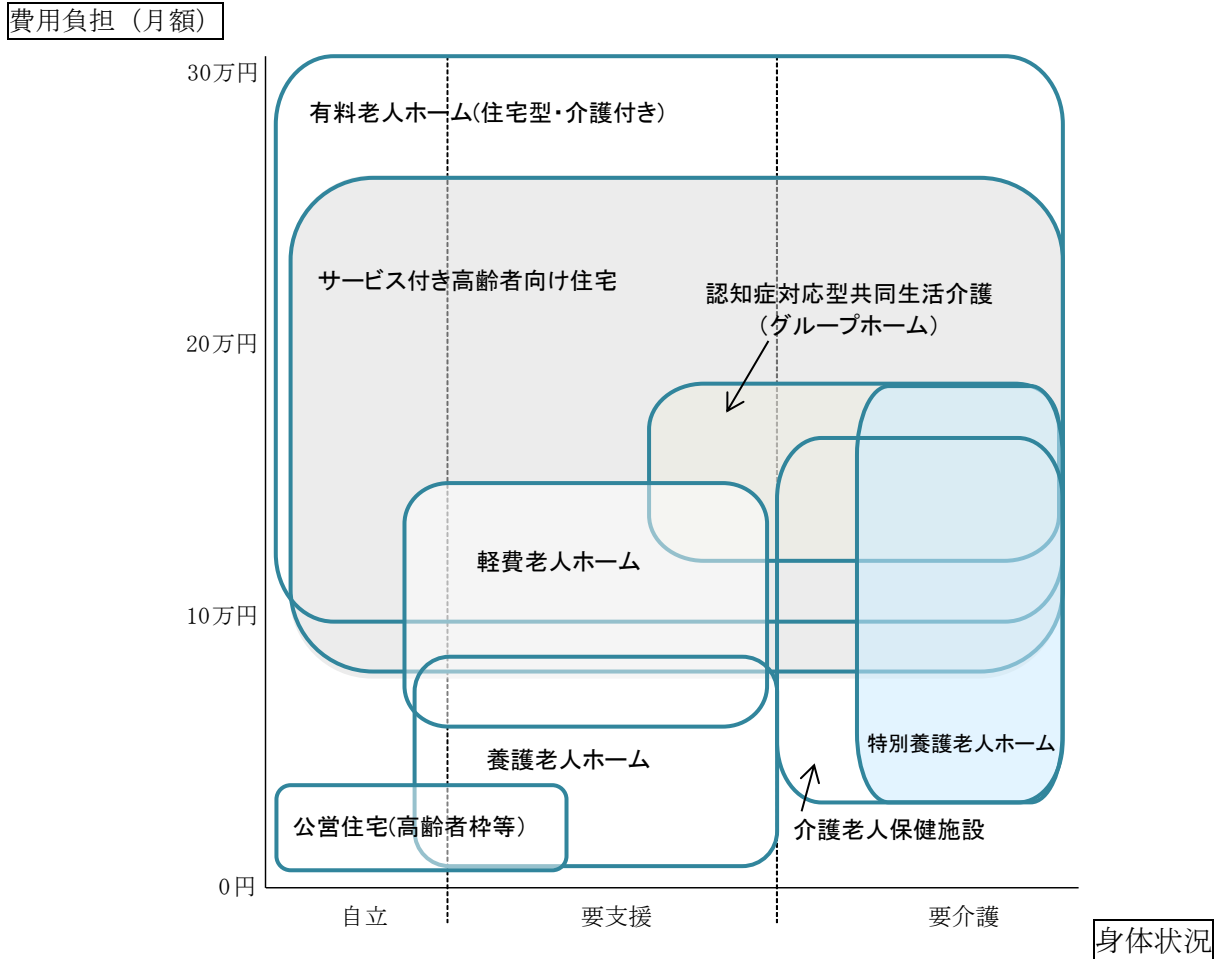 費用負担（月額）
30万円
有料老人ホーム(住宅型・介護付き)
サービス付き高齢者向け住宅
認知症対応型共同生活介護
(グループホーム)
20万円
軽費老人ホーム
10万円
特別養護老人ホーム
養護老人ホーム
公営住宅(高齢者枠等)
介護老人保健施設
0円
自立
要支援
要介護
身体状況